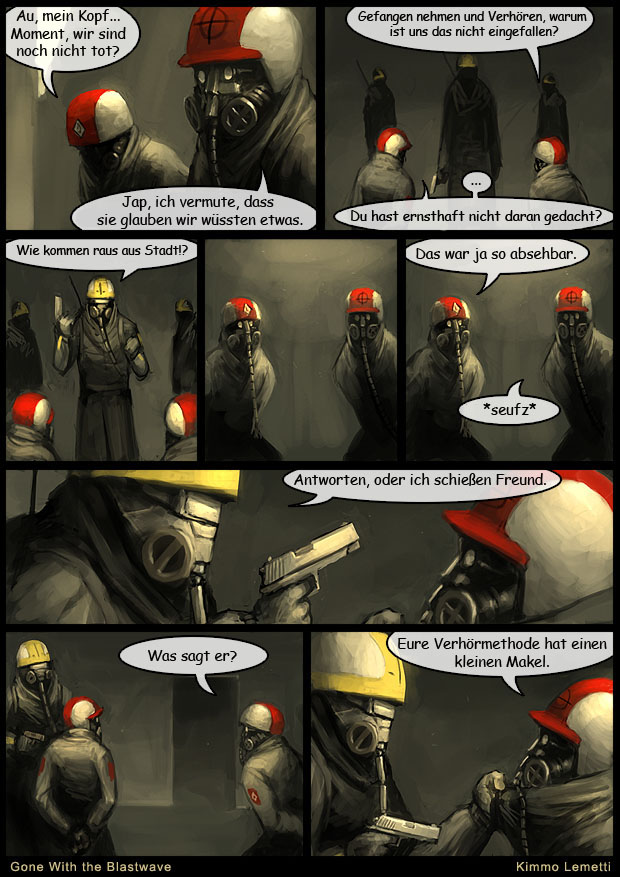 Au, mein Kopf...
Moment, wir sind
noch nicht tot?
Jap, ich vermute, dass
sie glauben wir wüssten etwas.
Gefangen nehmen und Verhören, warum
ist uns das nicht eingefallen?
...
Du hast ernsthaft nicht daran gedacht?
Wie kommen raus aus Stadt!?
Das war ja so absehbar.
*seufz*
Antworten, oder ich schießen Freund.
Was sagt er?
Eure Verhörmethode hat einen
kleinen Makel.
Gone With the Blastwave
Kimmo Lemetti